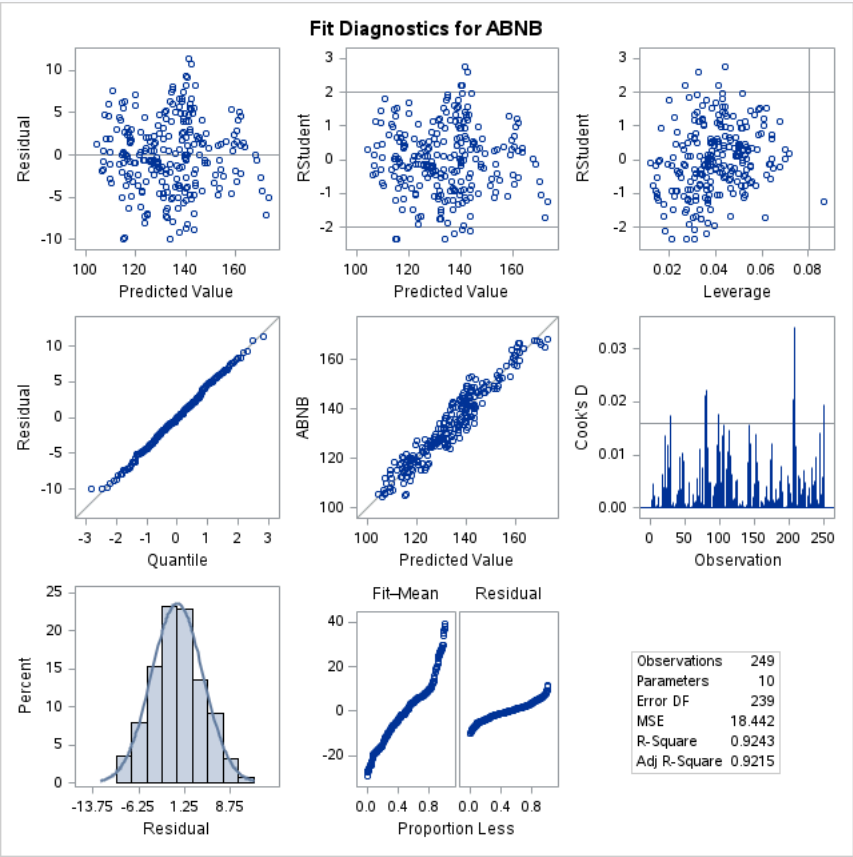 Fit Diagnostics for ABNB
10
5
0
-5
-10
Residual
100 120 140 160
Predicted Value
3
2
1
0
-1
-2
RStudent
100 120 140 160
Predicted Value
3
2
1
0
-1
-2
RStudent
0.02 0.04 0.06 0.08
Leverage
10
5
0
-5
-10
Residual
-3 -2 -1 0 1 2 3
Quantile
160
140
120
100
ABNB
100 120 140 160
Predicted Value
0.03
0.02
0.01
0.00
Cook's D
0 50 100 150 200 250
Observation
25
20
15
10
5
0
Percent
-13.75 -6.25 1.25 8.75
Residual
Fit–Mean Residual
40
20
0
-20
0.0 0.4 0.8 0.0 0.4 0.8
Proportion Less
Observations 249
Parameters 10
Error DF 239
MSE 18.442
R-Square 0.9243
Adj R-Square 0.9215